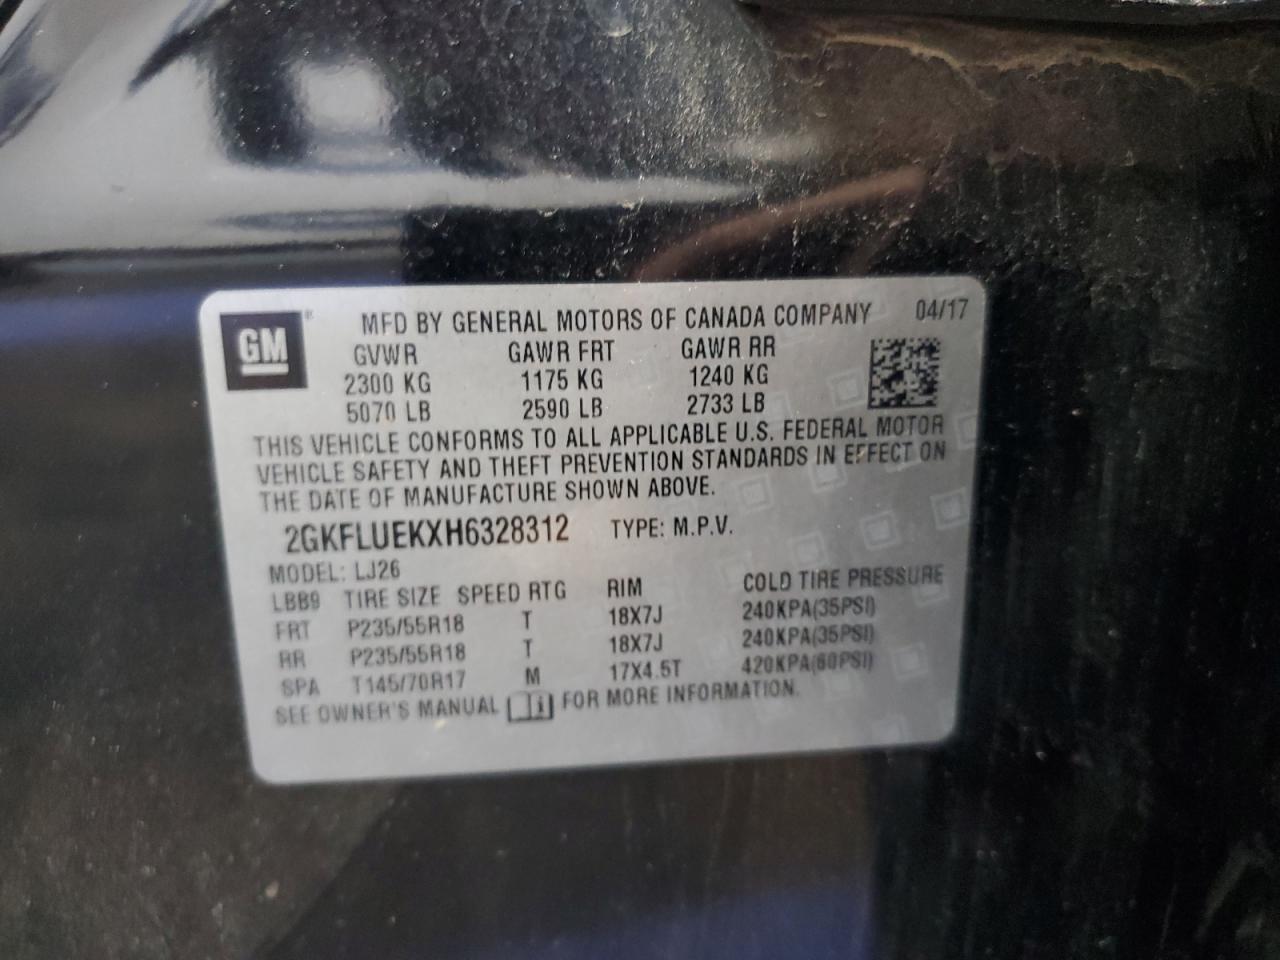 GM® MFD BY GENERAL MOTORS OF CANADA COMPANY 04/17
GVWR GAWR FRT GAWR RR
2300 KG 1175 KG 1240 KG
5070 LB 2590 LB 2733 LB
THIS VEHICLE CONFORMS TO ALL APPLICABLE U.S. FEDERAL MOTOR
VEHICLE SAFETY AND THEFT PREVENTION STANDARDS IN EFFECT ON
THE DATE OF MANUFACTURE SHOWN ABOVE.
2GKFLUEKXH6328312 TYPE: M.P.V.
MODEL: LJ26
LBB9 TIRE SIZE SPEED RTG RIM COLD TIRE PRESSURE
FRT P235/55R18 T 18X7J 240KPA(35PSI)
RR P235/55R18 T 18X7J 240KPA(35PSI)
SPA T145/70R17 M 17X4.5T 420KPA(60PSI)
SEE OWNER'S MANUAL FOR MORE INFORMATION.